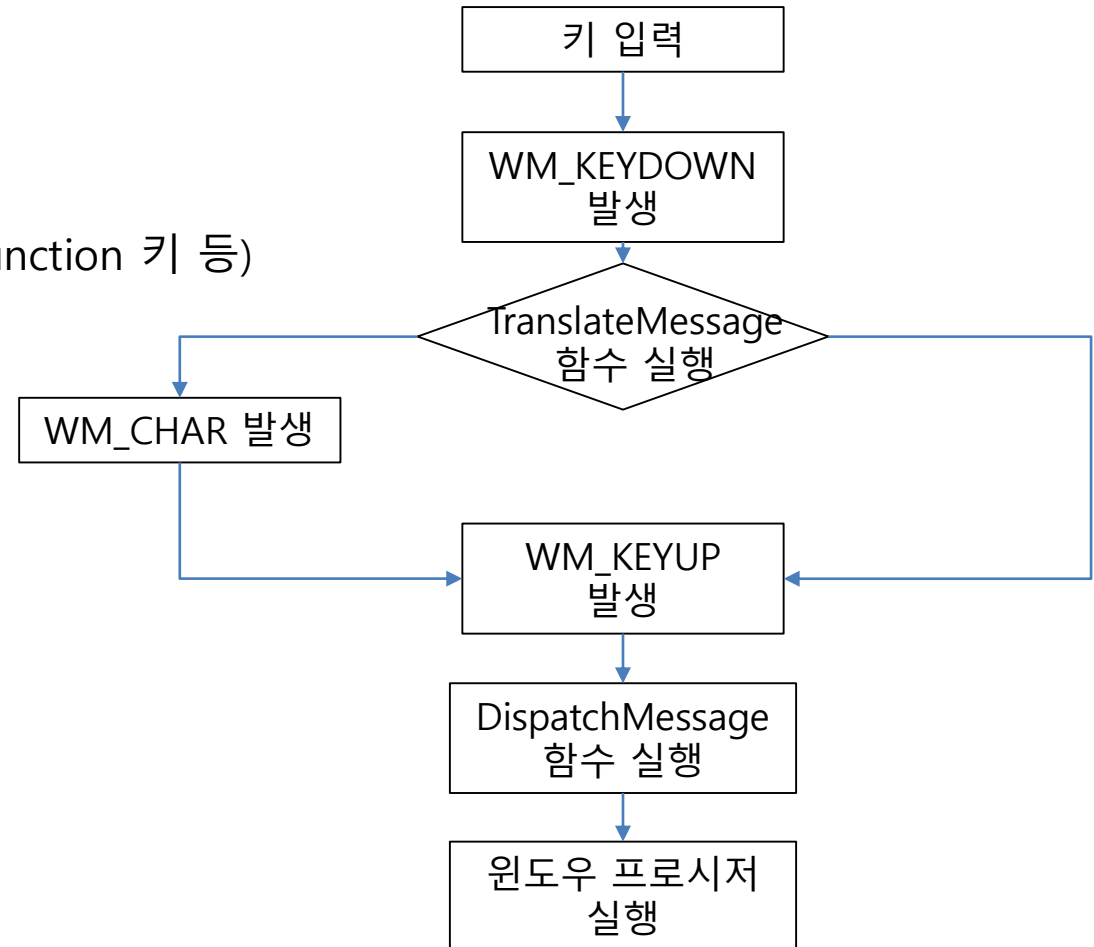 키 입력
WM_KEYDOWN
발생
키 등)
TranslateMessage
함수 실행
WM_CHAR 발생
WM_KEYUP
발생
DispatchMessage
함수 실행
윈도우 프로시저
실행